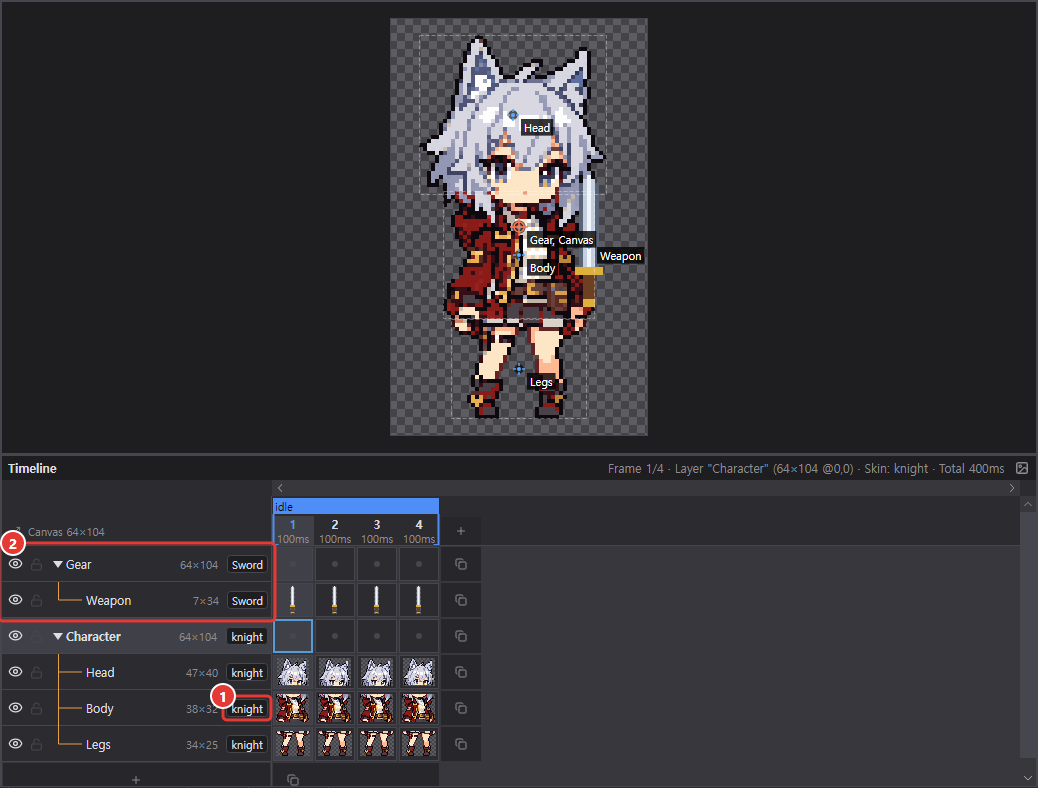 Head
Gear, Canvas
Weapon
Body
Legs
Timeline
Frame 1/4 · Layer "Character" (64×104 @0,0) · Skin: knight · Total 400ms
idle
1 2 3 4 +
Canvas 64×104
100ms 100ms 100ms 100ms
2
Gear 64×104 Sword
Weapon 7×34 Sword
Character 64×104 knight
Head 47×40 knight
1
Body 38×32 knight
Legs 34×25 knight
+